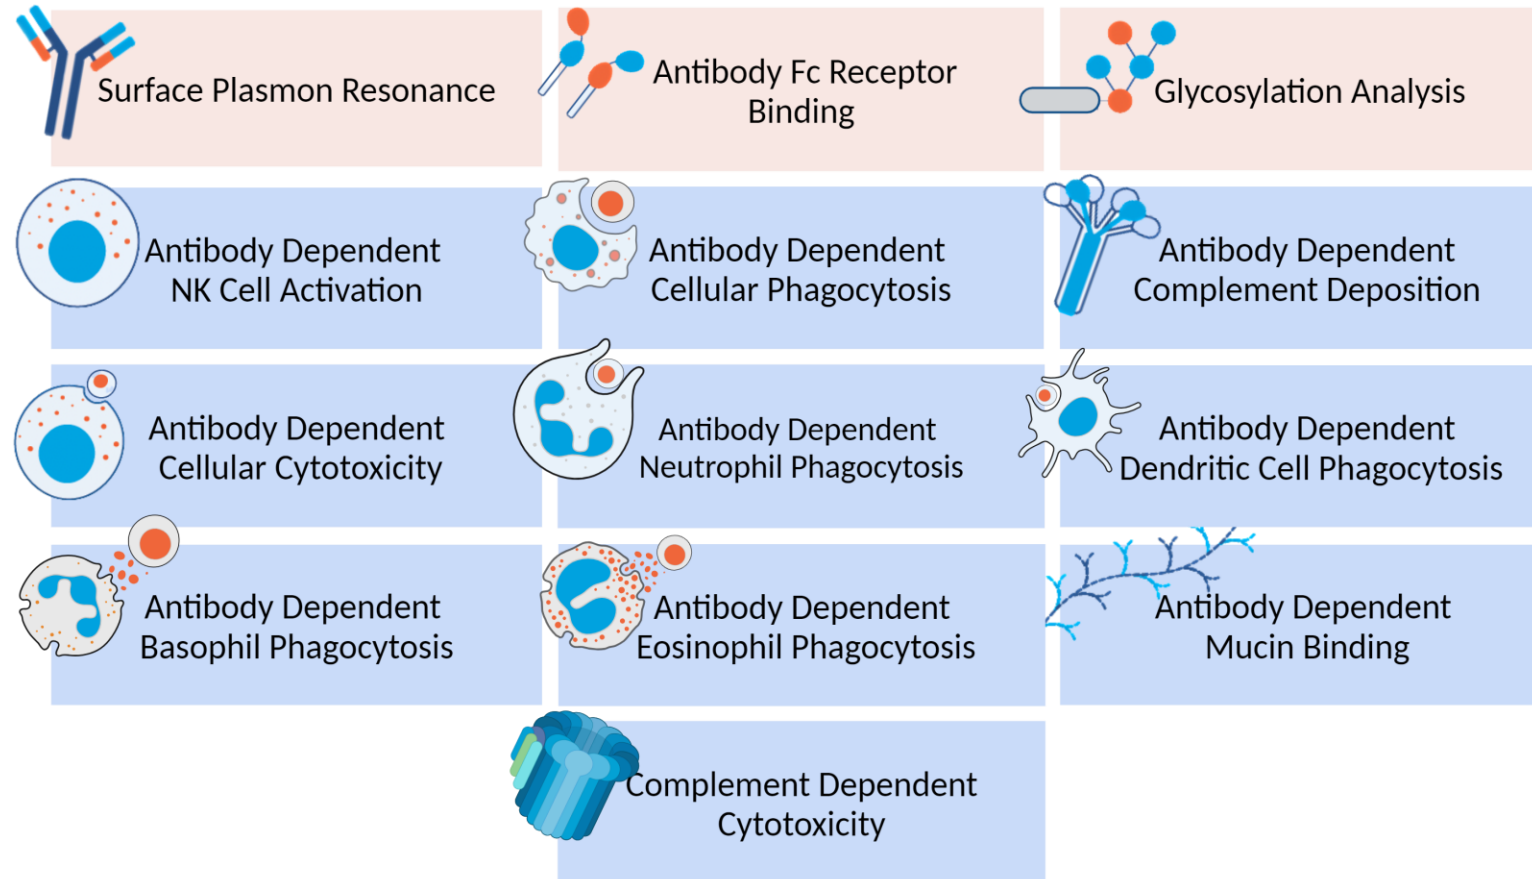 Surface Plasmon Resonance
Antibody Fc Receptor
Binding
Glycosylation Analysis
Antibody Dependent
NK Cell Activation
Antibody Dependent
Cellular Phagocytosis
Antibody Dependent
Complement Deposition
Antibody Dependent
Cellular Cytotoxicity
Antibody Dependent
Neutrophil Phagocytosis
Antibody Dependent
Dendritic Cell Phagocytosis
Antibody Dependent
Basophil Phagocytosis
Antibody Dependent
Eosinophil Phagocytosis
Antibody Dependent
Mucin Binding
Complement Dependent
Cytotoxicity